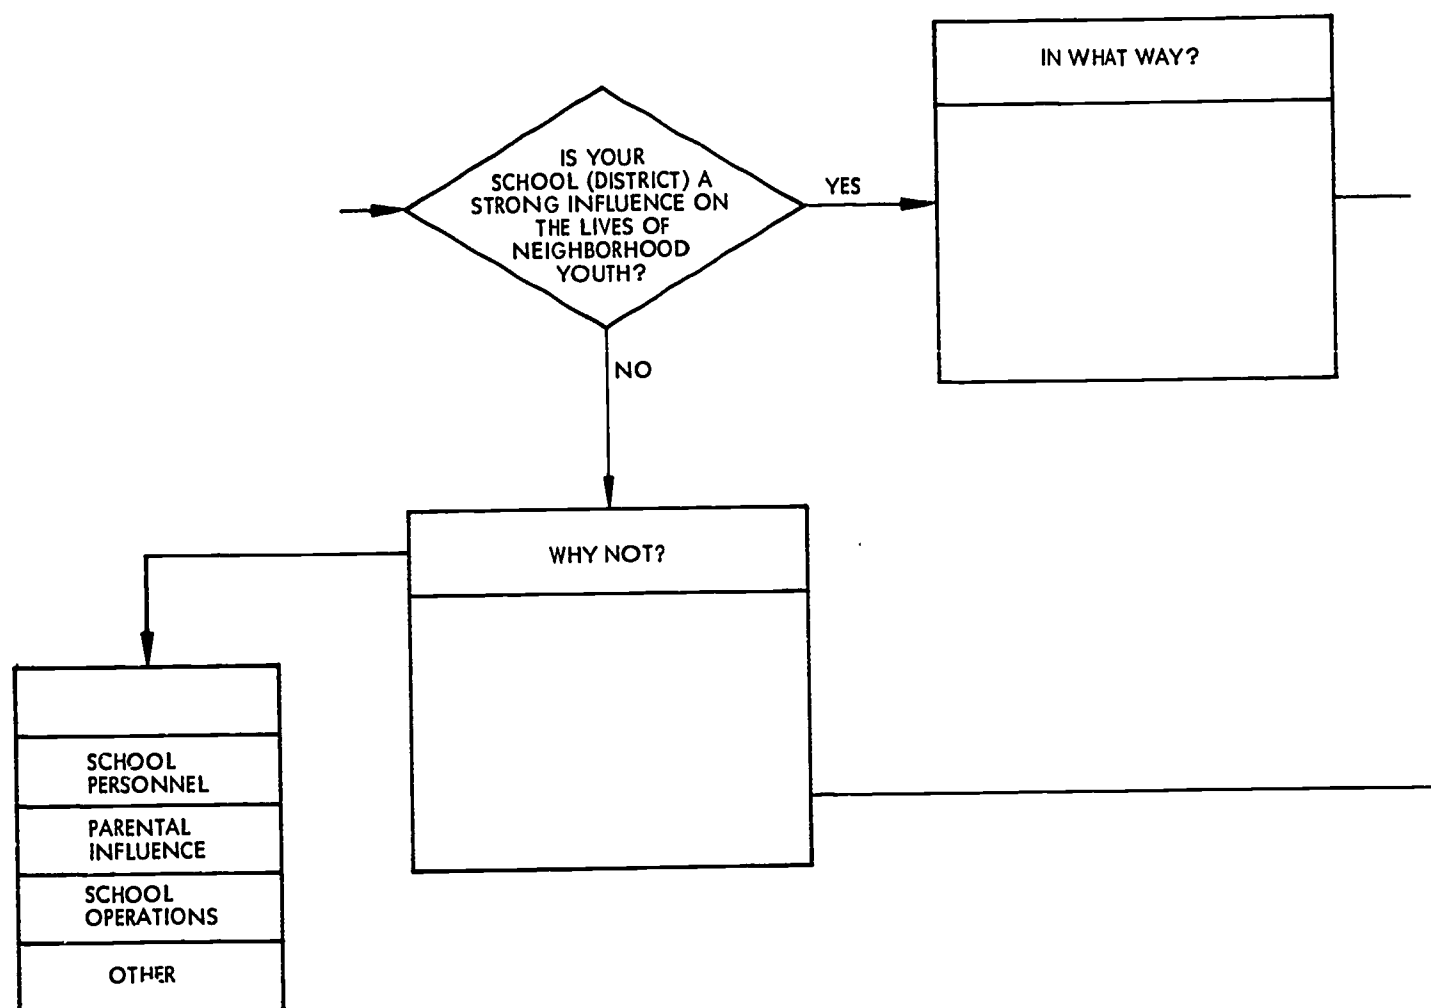 IN WHAT WAY?
IS YOUR
SCHOOL (DISTRICT) A
STRONG INFLUENCE ON
THE LIVES OF
NEIGHBORHOOD
YOUTH?
YES
NO
WHY NOT?
SCHOOL
PERSONNEL
PARENTAL
INFLUENCE
SCHOOL
OPERATIONS
OTHER